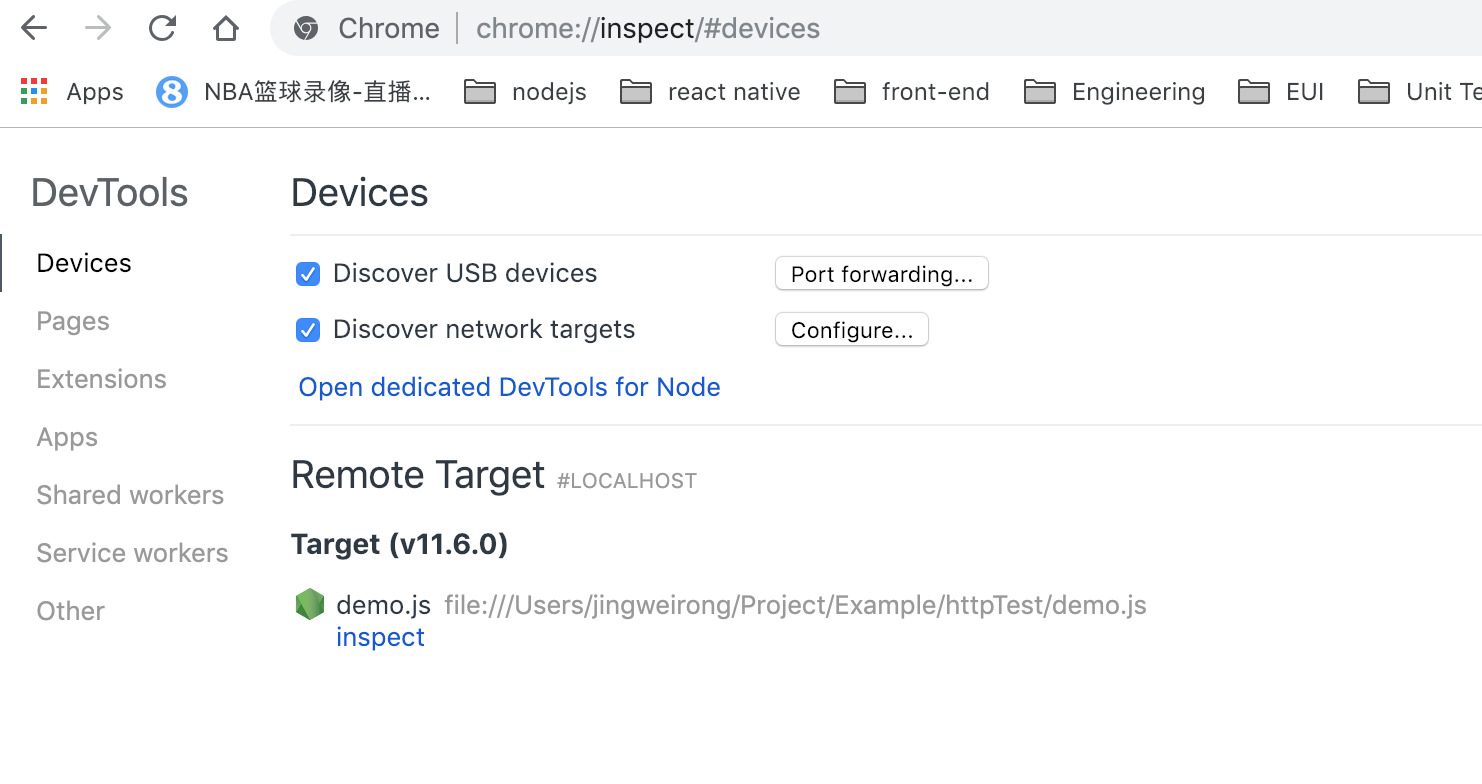 Chrome | chrome://inspect/#devices
Apps NBA篮球录像-直播... nodejs react native front-end Engineering EUI Unit Te
DevTools
Devices
Pages
Extensions
Apps
Shared workers
Service workers
Other
Devices
Discover USB devices Port forwarding...
Discover network targets Configure...
Open dedicated DevTools for Node
Remote Target #LOCALHOST
Target (v11.6.0)
demo.js file:///Users/jingweirong/Project/Example/httpTest/demo.js
inspect